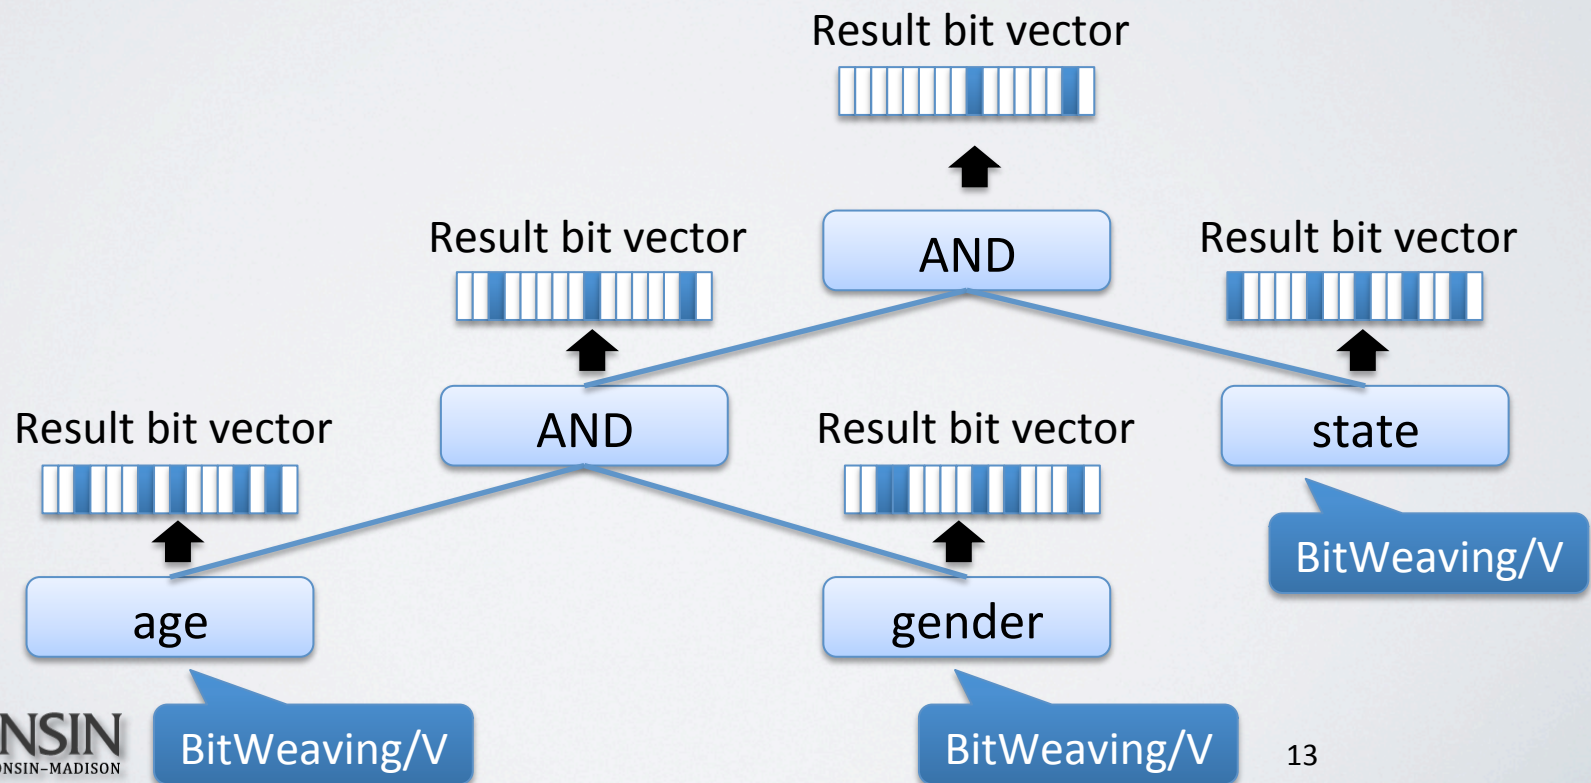 Result bit vector
Result bit vector
AND
Result bit vector
Result bit vector
AND
Result bit vector
state
age
gender
BitWeaving/V
BitWeaving/V
BitWeaving/V
13